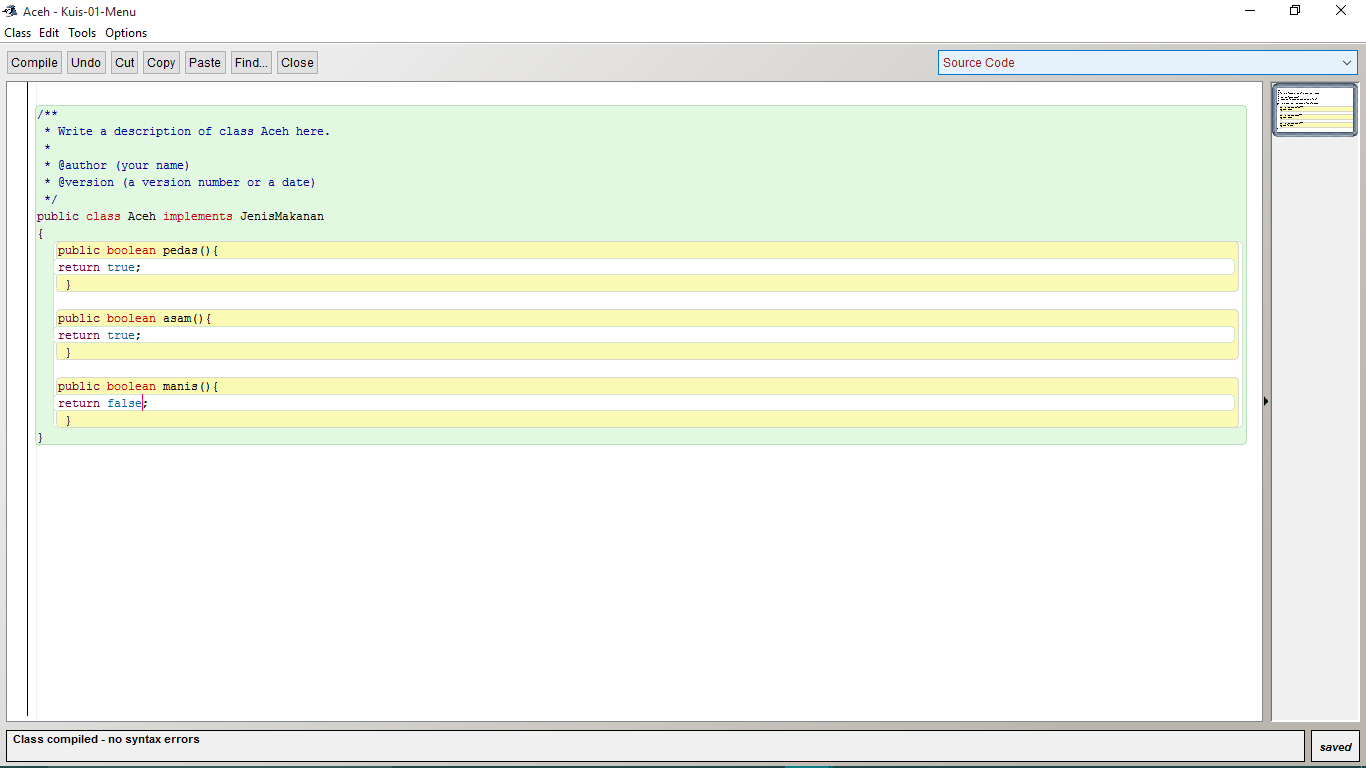 Aceh - Kuis-01-Menu
Class Edit Tools Options
Compile Undo Cut Copy Paste Find... Close Source Code
/**
 * Write a description of class Aceh here.
 *
 * @author (your name)
 * @version (a version number or a date)
 */
public class Aceh implements JenisMakanan
{
public boolean pedas(){
return true;
}
public boolean asam(){
return true;
}
public boolean manis(){
return false;
}
}
Class compiled - no syntax errors
saved